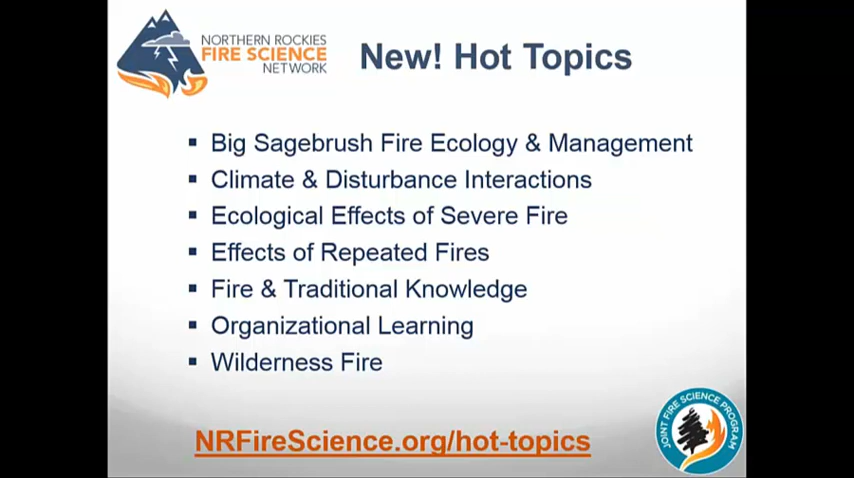 NORTHERN ROCKIES
FIRE SCIENCE
NETWORK
New! Hot Topics
▪ Big Sagebrush Fire Ecology & Management
▪ Climate & Disturbance Interactions
▪ Ecological Effects of Severe Fire
▪ Effects of Repeated Fires
▪ Fire & Traditional Knowledge
▪ Organizational Learning
▪ Wilderness Fire
NRFireScience.org/hot-topics
JOINT FIRE SCIENCE PROGRAM